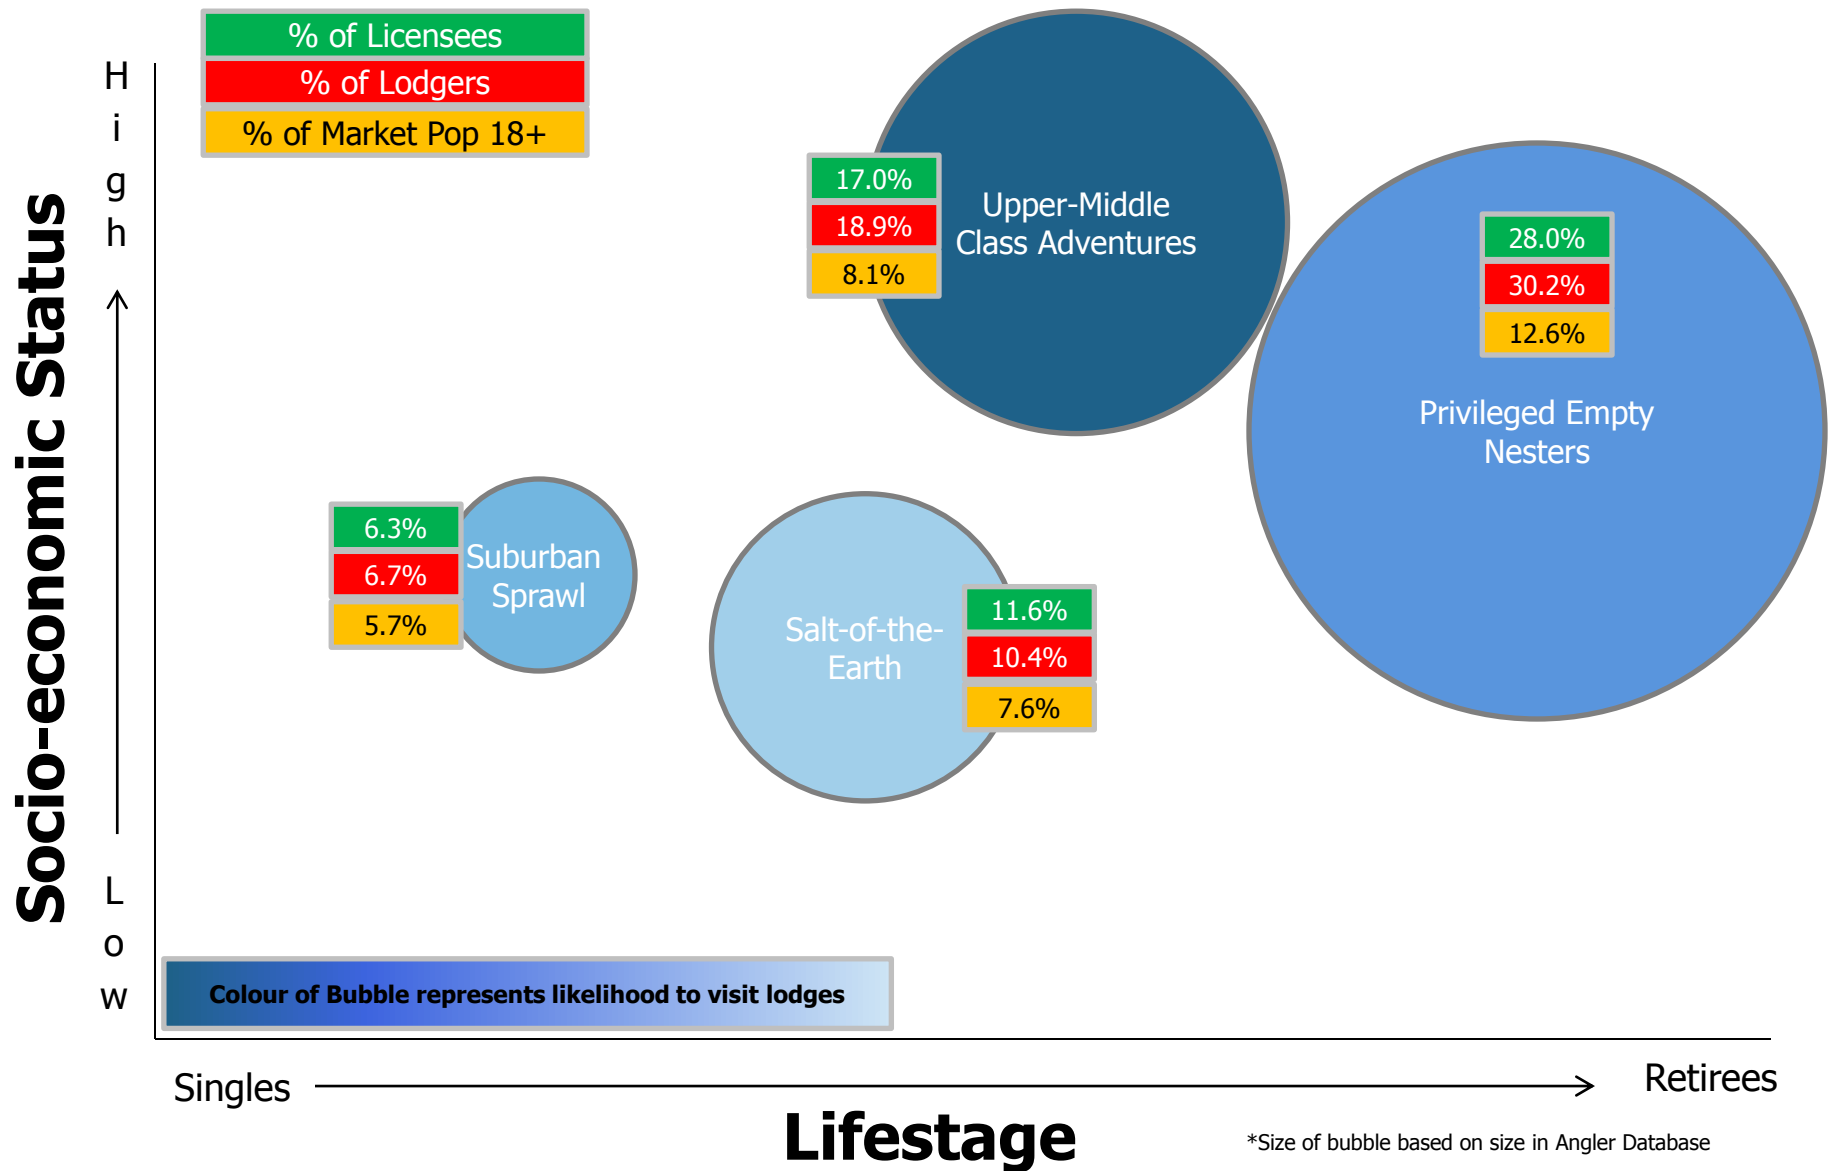 % of Licensees
% of Lodgers
% of Market Pop 18+
High
Socio-economic Status
Low
17.0%
18.9%
8.1%
Upper-Middle
Class Adventures
28.0%
30.2%
12.6%
Privileged Empty
Nesters
6.3%
6.7%
5.7%
Suburban
Sprawl
Salt-of-the-
Earth
11.6%
10.4%
7.6%
Colour of Bubble represents likelihood to visit lodges
Singles
Retirees
Lifestage
*Size of bubble based on size in Angler Database